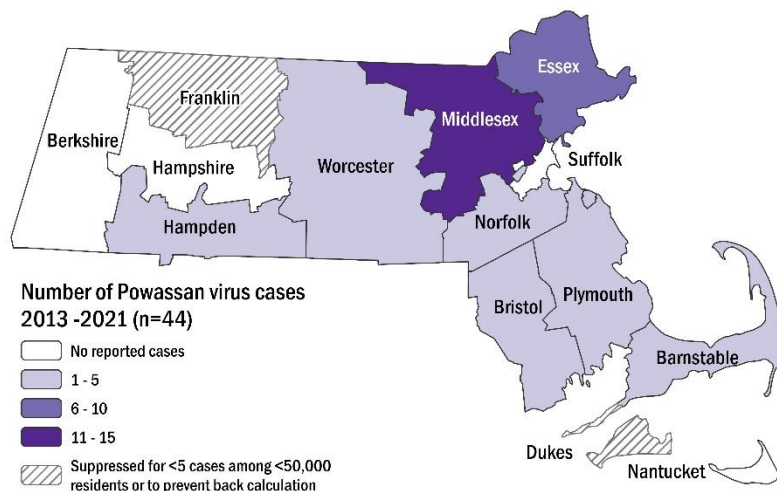 Essex
Franklin
Middlesex
Berkshire
Suffolk
Hampshire
Worcester
Norfolk
Hampden
Number of Powassan virus cases
2013 -2021 (n=44)
Bristol
Plymouth
No reported cases
Barnstable
1 - 5
6 - 10
11 - 15
Dukes
Nantucket
Suppressed for <5 cases among <50,000
residents or to prevent back calculation